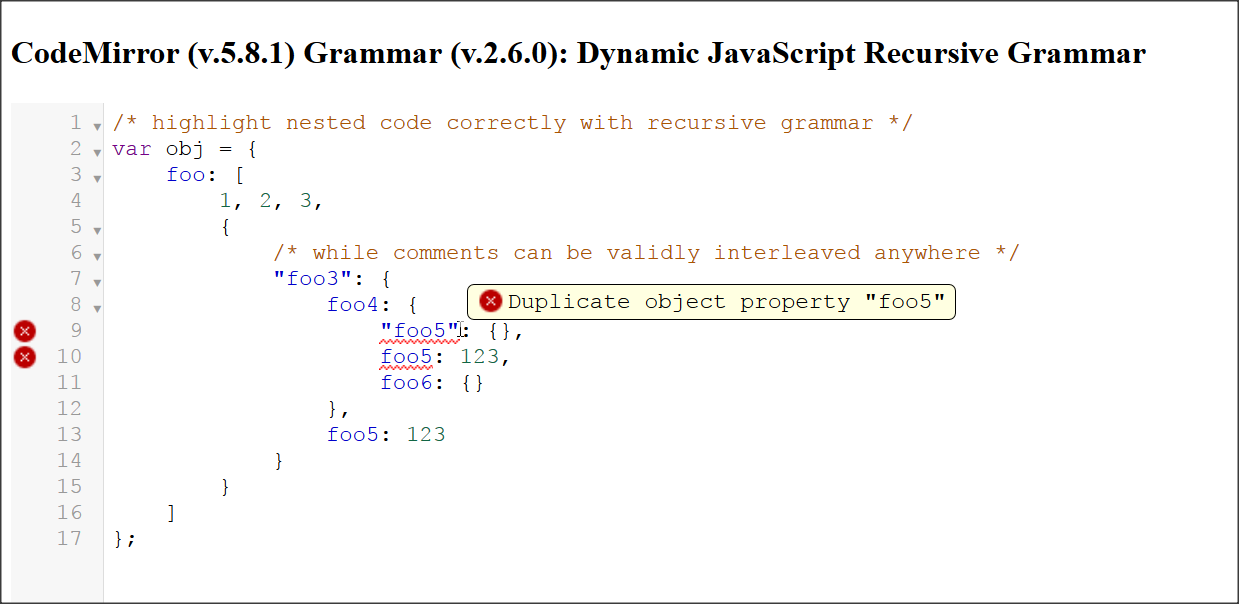 CodeMirror (v.5.8.1) Grammar (v.2.6.0): Dynamic JavaScript Recursive Grammar
1 /* highlight nested code correctly with recursive grammar */
2 var obj = {
3 foo: [
4 1, 2, 3,
5 {
6 /* while comments can be validly interleaved anywhere */
7 "foo3": {
8 foo4: {
Duplicate object property "foo5"
9 "foo5": {},
10 foo5: 123,
11 foo6: {}
12 },
13 foo5: 123
14 }
15 }
16 ]
17 };